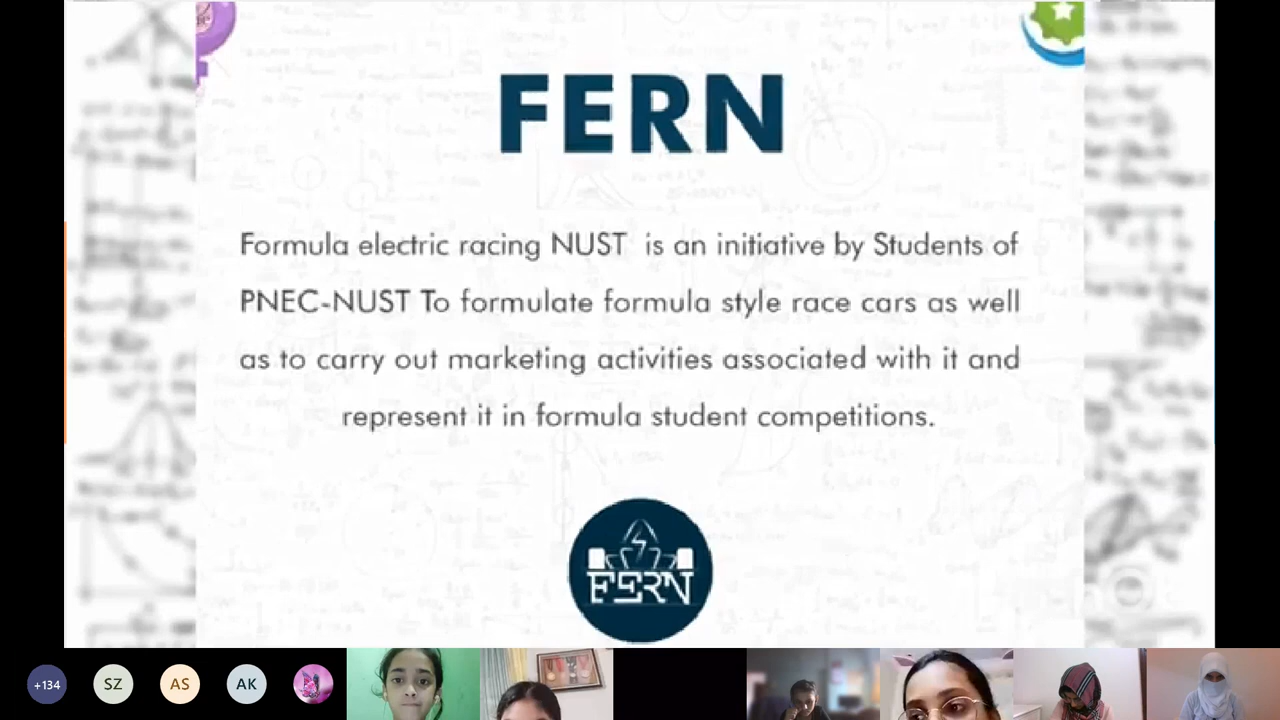 FERN
Formula electric racing NUST is an initiative by Students of
PNEC-NUST To formulate formula style race cars as well
as to carry out marketing activities associated with it and
represent it in formula student competitions.
FERN
+134
SZ
AS
AK